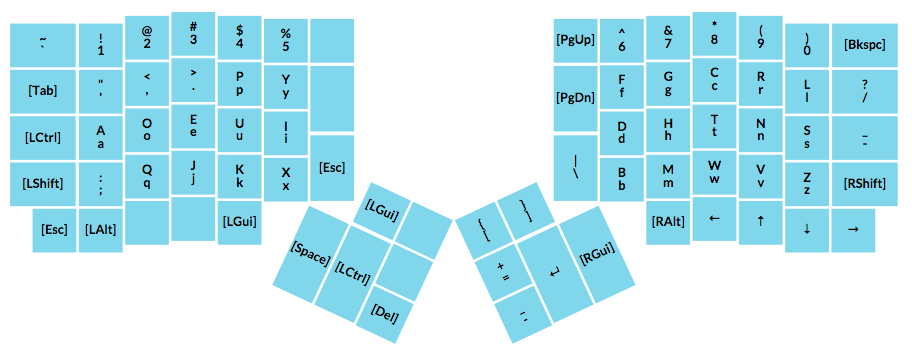 ~ ! @ # $ %
` 1 2 3 4 5
[Tab] " < > P Y
' , . p y
[LCtrl] A O E U I
a o e u i
[LShift] : Q J K X [Esc]
; q j k x
[Esc] [LAlt] [LGui]
[LGui]
[Space] [LCtrl]
[Del]
[PgUp] ^ & * ( ) [Bkspc]
6 7 8 9 0
[PgDn] F G C R L ?
f g c r l /
| D H T N S _
\ d h t n s -
B M W V Z [RShift]
b m w v z
[RAlt] ← ↑ ↓ →
{ }
[ ]
+ ↵ [RGui]
=
_
-